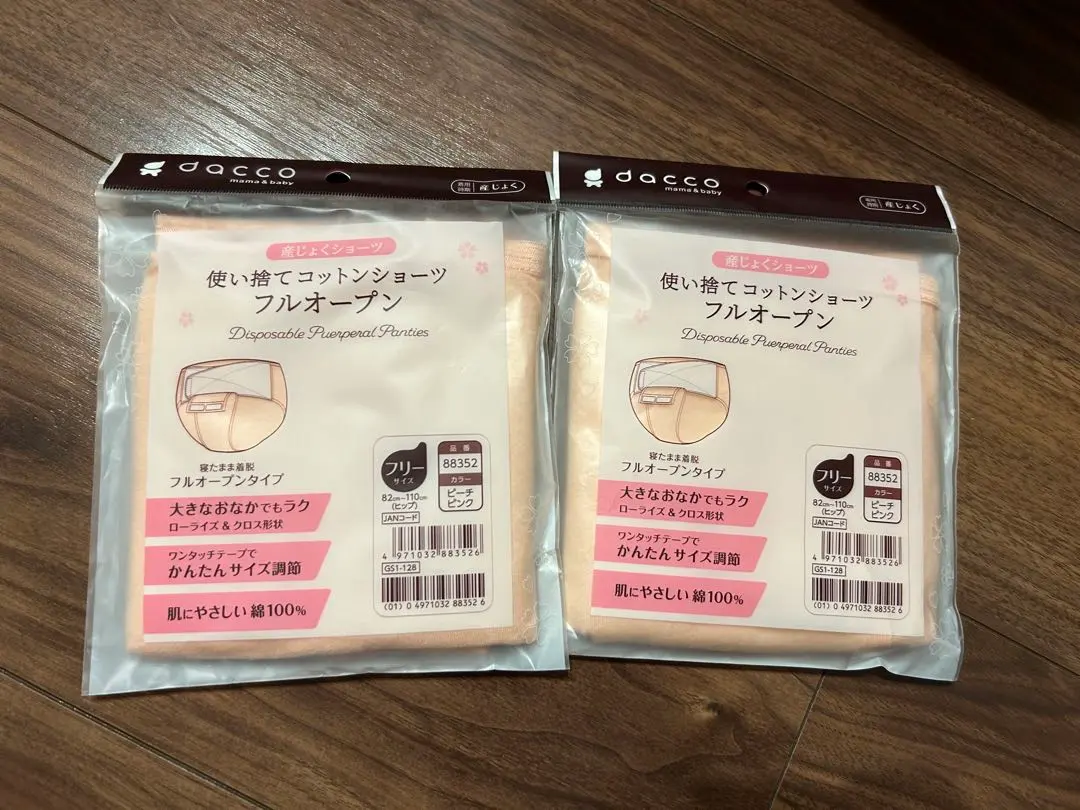 dacco
mama & baby
着用時期 産じょく
産じょくショーツ
使い捨てコットンショーツ
フルオープン
Disposable Puerperal Panties
寝たまま着脱
フルオープンタイプ
大きなおなかでもラク
ローライズ & クロス形状
ワンタッチテープで
かんたんサイズ調節
肌にやさしい 綿100%
フリー
サイズ
82cm~110cm
(ヒップ)
品番
88352
カラー
ピーチ
ピンク
JANコード
4 971032 883526
GS1-128
(01) 0 4971032 88352 6
dacco
mama & baby
着用時期 産じょく
産じょくショーツ
使い捨てコットンショーツ
フルオープン
Disposable Puerperal Panties
寝たまま着脱
フルオープンタイプ
大きなおなかでもラク
ローライズ & クロス形状
ワンタッチテープで
かんたんサイズ調節
肌にやさしい 綿100%
フリー
サイズ
82cm~110cm
(ヒップ)
品番
88352
カラー
ピーチ
ピンク
JANコード
4 971032 883526
GS1-128
(01) 0 4971032 88352 6